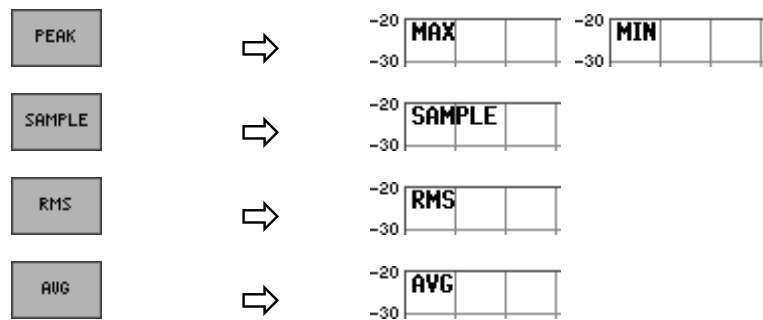 PEAK
-20 MAX
-30
-20 MIN
-30
SAMPLE
-20 SAMPLE
-30
RMS
-20 RMS
-30
AVG
-20 AVG
-30